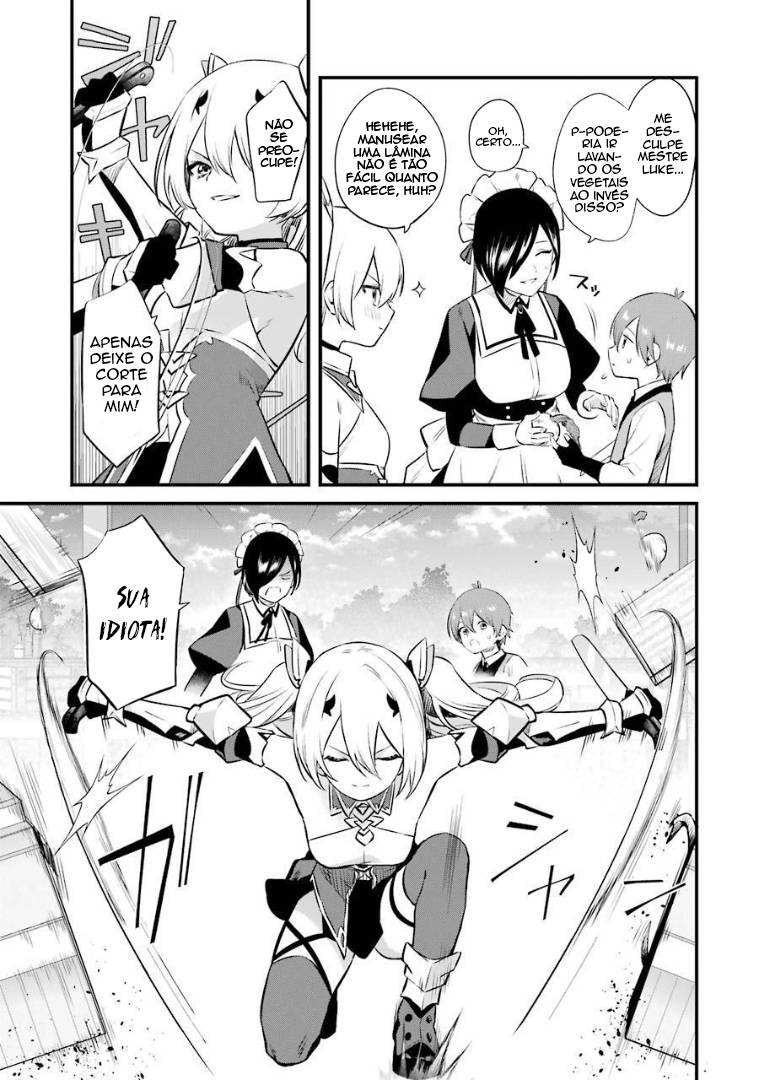 ME
DES-
CULPE
MESTRE
LUKE...
P-PODE-
RIA IR
LAVAN-
DO OS
VEGETAIS
AO INVÉS
DISSO?
OH,
CERTO...
HEHEHE,
MANUSEAR
UMA LÂMINA
NÃO É TÃO
FÁCIL QUANTO
PARECE, HUH?
スッ
NÃO
SE
PREO-
CUPE!
APENAS
DEIXE O
CORTE
PARA
MIM!
SUA
IDIOTA!